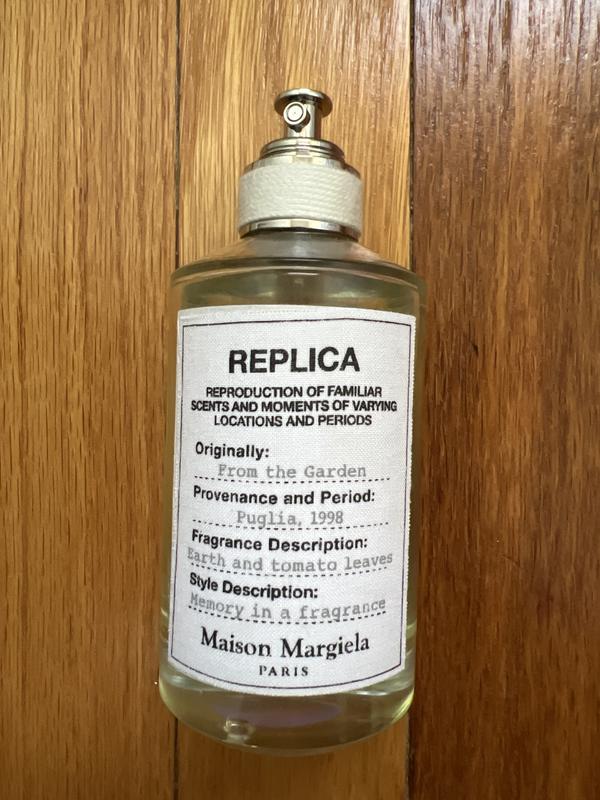 REPLICA
REPRODUCTION OF FAMILIAR
SCENTS AND MOMENTS OF VARYING
LOCATIONS AND PERIODS
Originally:
From the Garden
Provenance and Period:
Puglia, 1998
Fragrance Description:
Earth and tomato leaves
Style Description:
Memory in a fragrance
Maison Margiela
PARIS